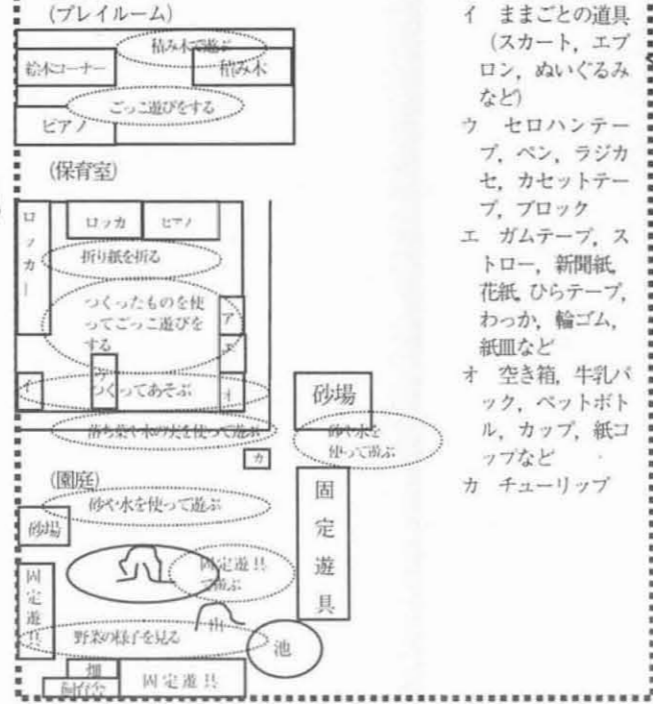 (プレイルーム)
積み木で遊ぶ
絵本コーナー
積み木
ごっこ遊びをする
ピアノ
(保育室)
ロッカー
ロッカ
ピアノ
折り紙を折る
つくったものを使
ってごっこ遊びを
する
ア
エ
イ
ウ
つくってあそぶ
オ
砂場
落ち葉や木の実を使って遊ぶ
砂や水を
使って遊ぶ
カ
(園庭)
砂や水を使って遊ぶ
砂場
固定遊具
固定遊具
で遊ぶ
固定遊具
山
野菜の様子を見る
池
畑
飼育舎
固定遊具
イ ままごとの道具
(スカート,エプ
ロン,ぬいぐるみ
など)
ウ セロハンテー
プ,ペン,ラジカ
セ,カセットテー
プ,ブロック
エ ガムテープ,ス
トロー,新聞紙,
花紙,ひらテープ,
わっか,輪ゴム,
紙皿など
オ 空き箱,牛乳パ
ック,ペットボト
ル,カップ,紙コ
ップなど
カ チューリップ